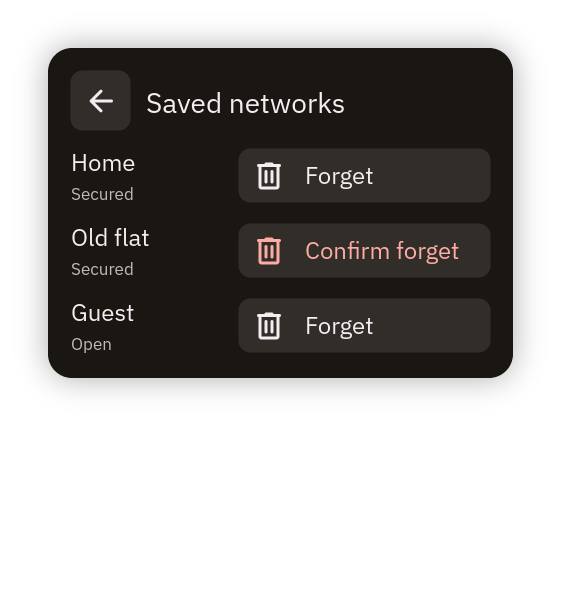 Saved networks
Home
Secured
Forget
Old flat
Secured
Confirm forget
Guest
Open
Forget